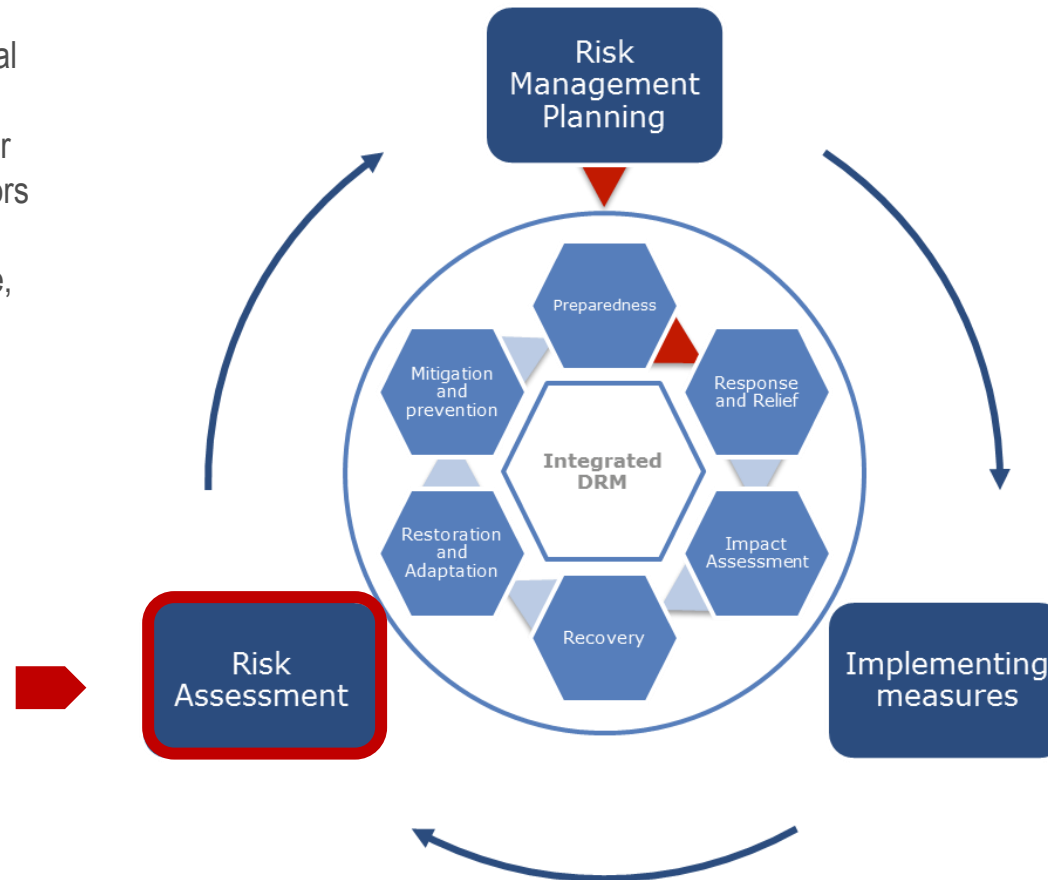 Risk
Management
Planning
Preparedness
Response
and Relief
Impact
Assessment
Recovery
Restoration
and
Adaptation
Mitigation
and
prevention
Integrated
DRM
Implementing
measures
Risk
Assessment